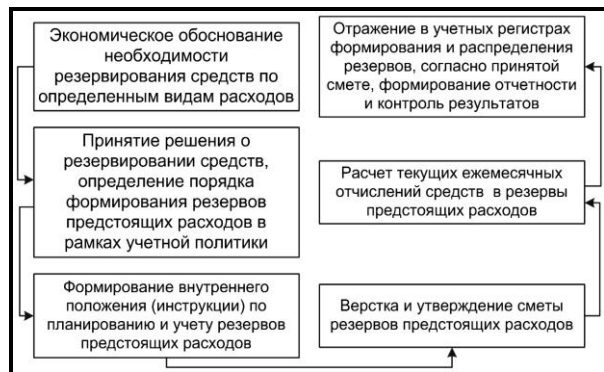 Экономическое обоснование
необходимости
резервирования средств по
определенным видам расходов
Принятие решения о
резервировании средств,
определение порядка
формирования резервов
предстоящих расходов в
рамках учетной политики
Формирование внутреннего
положения (инструкции) по
планированию и учету резервов
предстоящих расходов
Верстка и утверждение сметы
резервов предстоящих расходов
Расчет текущих ежемесячных
отчислений средств в резервы
предстоящих расходов
Отражение в учетных регистрах
формирования и распределения
резервов, согласно принятой
смете, формирование отчетности
и контроль результатов